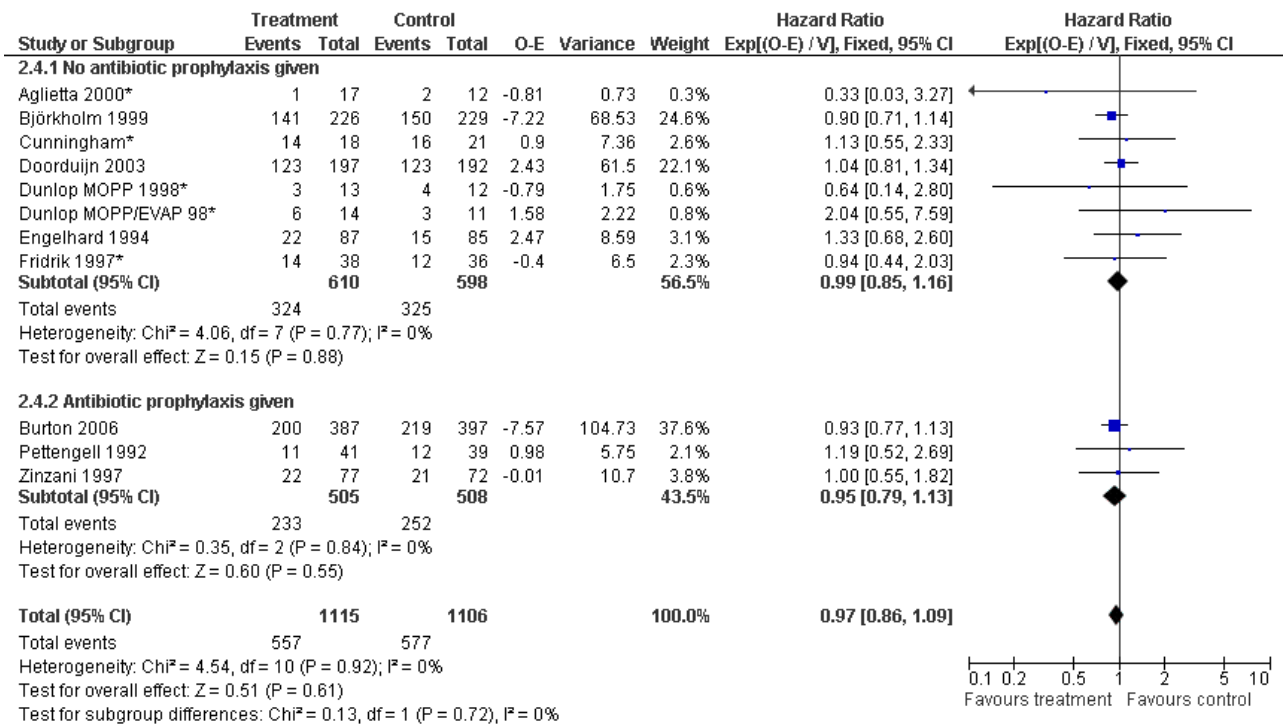 Treatment Control Hazard Ratio Hazard Ratio
Study or Subgroup Events Total Events Total O-E Variance Weight Exp[(O-E) / V], Fixed, 95% CI Exp[(O-E) / V], Fixed, 95% CI
2.4.1 No antibiotic prophylaxis given
Aglietta 2000* 1 17 2 12 -0.81 0.73 0.3% 0.33 [0.03, 3.27]
Björkholm 1999 141 226 150 229 -7.22 68.53 24.6% 0.90 [0.71, 1.14]
Cunningham* 14 18 16 21 0.9 7.36 2.6% 1.13 [0.55, 2.33]
Doorduijn 2003 123 197 123 192 2.43 61.5 22.1% 1.04 [0.81, 1.34]
Dunlop MOPP 1998* 3 13 4 12 -0.79 1.75 0.6% 0.64 [0.14, 2.80]
Dunlop MOPP/EVAP 98* 6 14 3 11 1.58 2.22 0.8% 2.04 [0.55, 7.59]
Engelhard 1994 22 87 15 85 2.47 8.59 3.1% 1.33 [0.68, 2.60]
Fridrik 1997* 14 38 12 36 -0.4 6.5 2.3% 0.94 [0.44, 2.03]
Subtotal (95% CI) 610 598 56.5% 0.99 [0.85, 1.16]
Total events 324 325
Heterogeneity: Chi² = 4.06, df = 7 (P = 0.77); I² = 0%
Test for overall effect: Z = 0.15 (P = 0.88)
2.4.2 Antibiotic prophylaxis given
Burton 2006 200 387 219 397 -7.57 104.73 37.6% 0.93 [0.77, 1.13]
Pettengell 1992 11 41 12 39 0.98 5.75 2.1% 1.19 [0.52, 2.69]
Zinzani 1997 22 77 21 72 -0.01 10.7 3.8% 1.00 [0.55, 1.82]
Subtotal (95% CI) 505 508 43.5% 0.95 [0.79, 1.13]
Total events 233 252
Heterogeneity: Chi² = 0.35, df = 2 (P = 0.84); I² = 0%
Test for overall effect: Z = 0.60 (P = 0.55)
Total (95% CI) 1115 1106 100.0% 0.97 [0.86, 1.09]
Total events 557 577
Heterogeneity: Chi² = 4.54, df = 10 (P = 0.92); I² = 0%
Test for overall effect: Z = 0.51 (P = 0.61)
Test for subgroup differences: Chi² = 0.13, df = 1 (P = 0.72), I² = 0%
0.1 0.2 0.5 1 2 5 10
Favours treatment Favours control